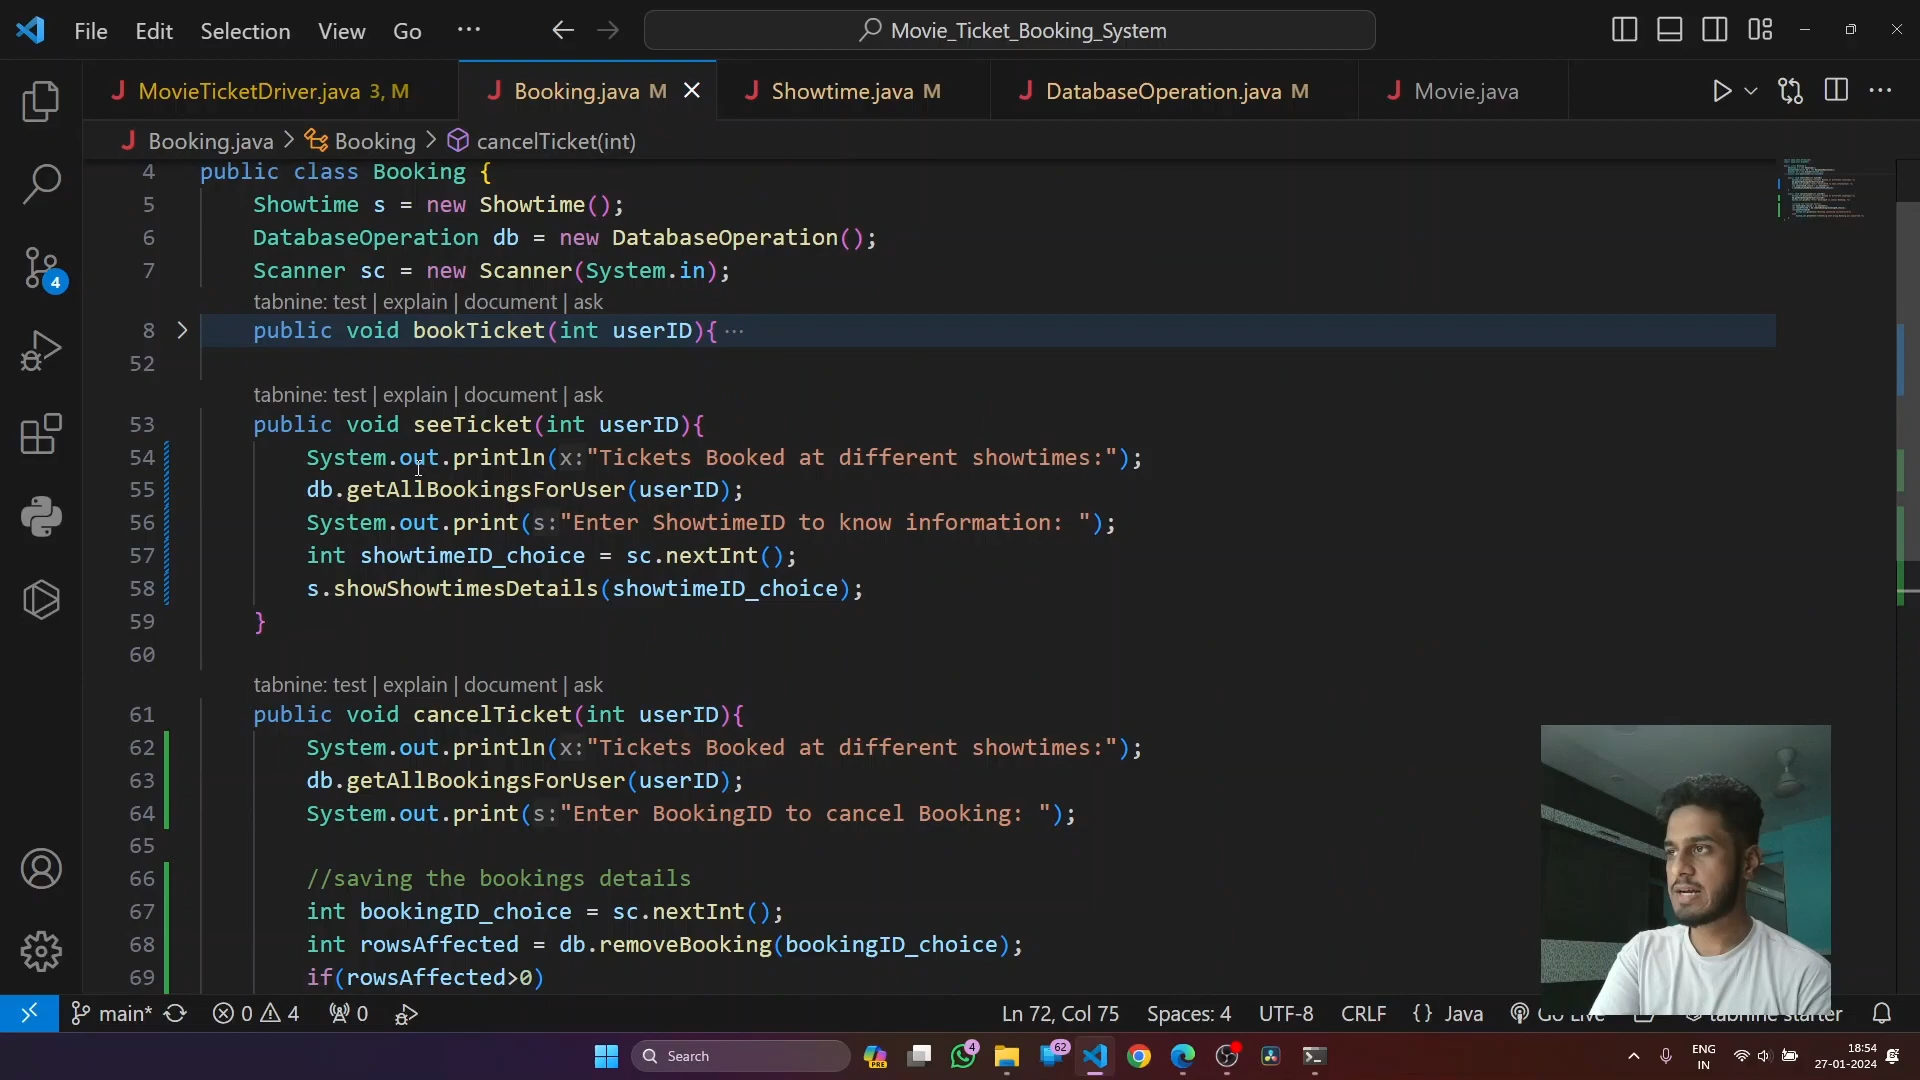 File Edit Selection View Go ··· Movie_Ticket_Booking_System
MovieTicketDriver.java 3, M Booking.java M Showtime.java M DatabaseOperation.java M Movie.java
Booking.java > Booking > cancelTicket(int)
4 public class Booking {
5 Showtime s = new Showtime();
6 DatabaseOperation db = new DatabaseOperation();
7 Scanner sc = new Scanner(System.in);
tabnine: test | explain | document | ask
8 public void bookTicket(int userID){ ···
52
tabnine: test | explain | document | ask
53 public void seeTicket(int userID){
54 System.out.println(x:"Tickets Booked at different showtimes:");
55 db.getAllBookingsForUser(userID);
56 System.out.print(s:"Enter ShowtimeID to know information: ");
57 int showtimeID_choice = sc.nextInt();
58 s.showShowtimesDetails(showtimeID_choice);
59 }
60
tabnine: test | explain | document | ask
61 public void cancelTicket(int userID){
62 System.out.println(x:"Tickets Booked at different showtimes:");
63 db.getAllBookingsForUser(userID);
64 System.out.print(s:"Enter BookingID to cancel Booking: ");
65
66 //saving the bookings details
67 int bookingID_choice = sc.nextInt();
68 int rowsAffected = db.removeBooking(bookingID_choice);
69 if(rowsAffected>0)
4
main* 0 4 0 Ln 72, Col 75 Spaces: 4 UTF-8 CRLF {} Java Go Live tabnine starter
Search PRE 4 62 ENG IN 18:54 27-01-2024